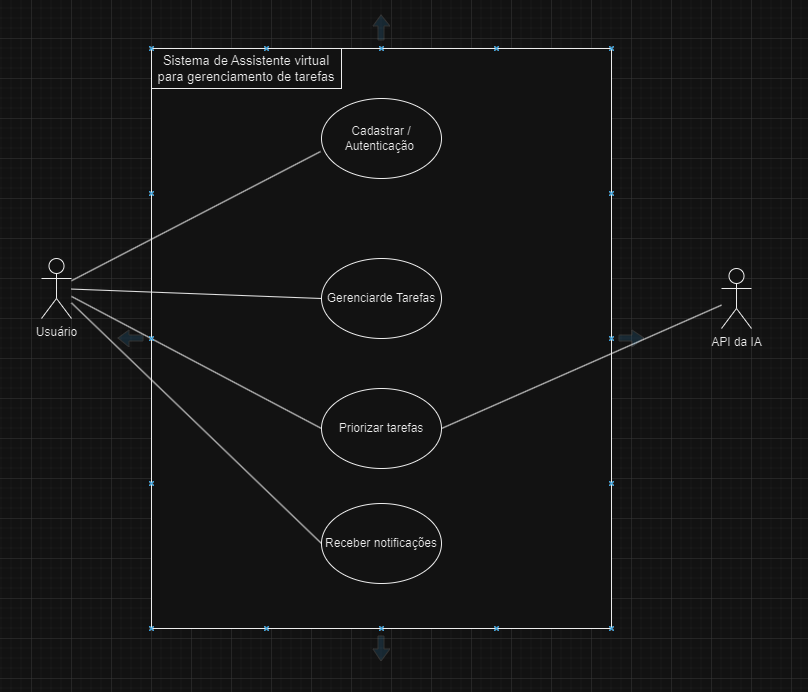 Sistema de Assistente virtual
para gerenciamento de tarefas
Cadastrar /
Autenticação
Gerenciarde Tarefas
Usuário
API da IA
Priorizar tarefas
Receber notificações